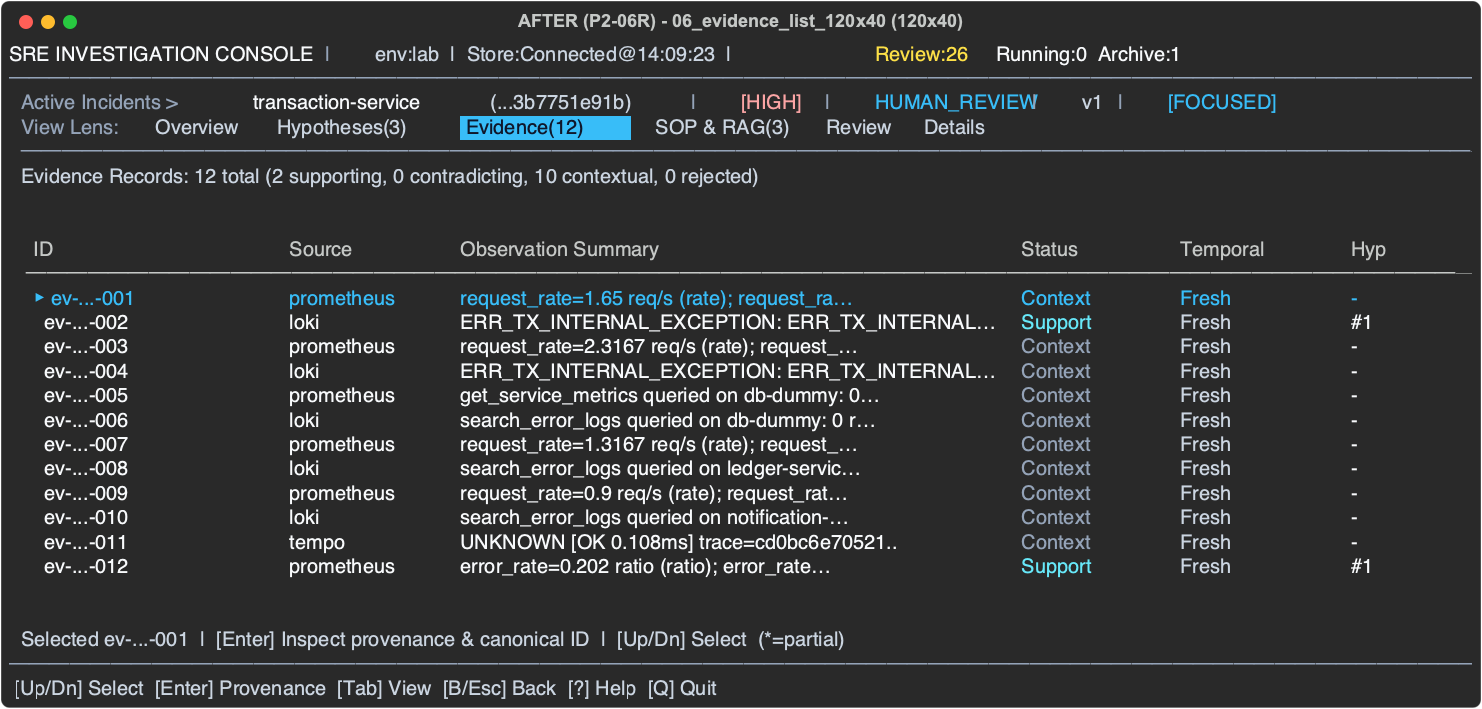 AFTER (P2-06R) - 06_evidence_list_120x40 (120x40)
SRE INVESTIGATION CONSOLE | env:lab | Store:Connected@14:09:23 | Review:26 Running:0 Archive:1
Active Incidents > transaction-service (...3b7751e91b) | [HIGH] | HUMAN_REVIEW v1 | [FOCUSED]
View Lens: Overview Hypotheses(3) Evidence(12) SOP & RAG(3) Review Details
Evidence Records: 12 total (2 supporting, 0 contradicting, 10 contextual, 0 rejected)
ID Source Observation Summary Status Temporal Hyp
▸ ev-...-001 prometheus request_rate=1.65 req/s (rate); request_ra… Context Fresh -
ev-...-002 loki ERR_TX_INTERNAL_EXCEPTION: ERR_TX_INTERNAL… Support Fresh #1
ev-...-003 prometheus request_rate=2.3167 req/s (rate); request_… Context Fresh -
ev-...-004 loki ERR_TX_INTERNAL_EXCEPTION: ERR_TX_INTERNAL… Context Fresh -
ev-...-005 prometheus get_service_metrics queried on db-dummy: 0… Context Fresh -
ev-...-006 loki search_error_logs queried on db-dummy: 0 r… Context Fresh -
ev-...-007 prometheus request_rate=1.3167 req/s (rate); request_… Context Fresh -
ev-...-008 loki search_error_logs queried on ledger-servic… Context Fresh -
ev-...-009 prometheus request_rate=0.9 req/s (rate); request_rat… Context Fresh -
ev-...-010 loki search_error_logs queried on notification-… Context Fresh -
ev-...-011 tempo UNKNOWN [OK 0.108ms] trace=cd0bc6e70521.. Context Fresh -
ev-...-012 prometheus error_rate=0.202 ratio (ratio); error_rate… Support Fresh #1
Selected ev-...-001 | [Enter] Inspect provenance & canonical ID | [Up/Dn] Select (*=partial)
[Up/Dn] Select [Enter] Provenance [Tab] View [B/Esc] Back [?] Help [Q] Quit